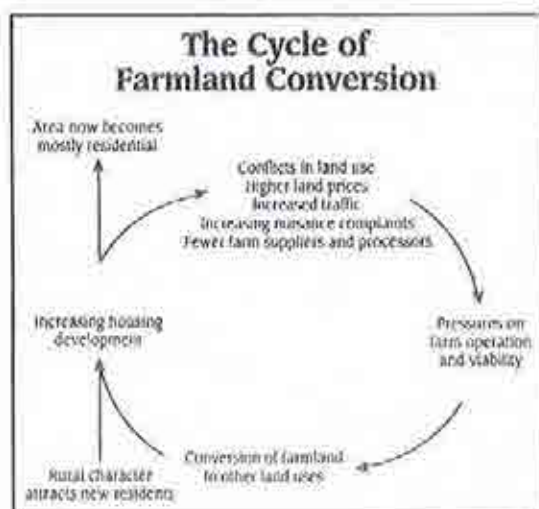 The Cycle of
Farmland Conversion
Area now becomes
mostly residential
Conflicts in land use
Higher land prices
Increased traffic
Increasing nuisance complaints
Fewer farm suppliers and processors
Increasing housing
development
Pressures on
farm operation
and viability
Conversion of farmland
to other land uses
Rural character
attracts new residents